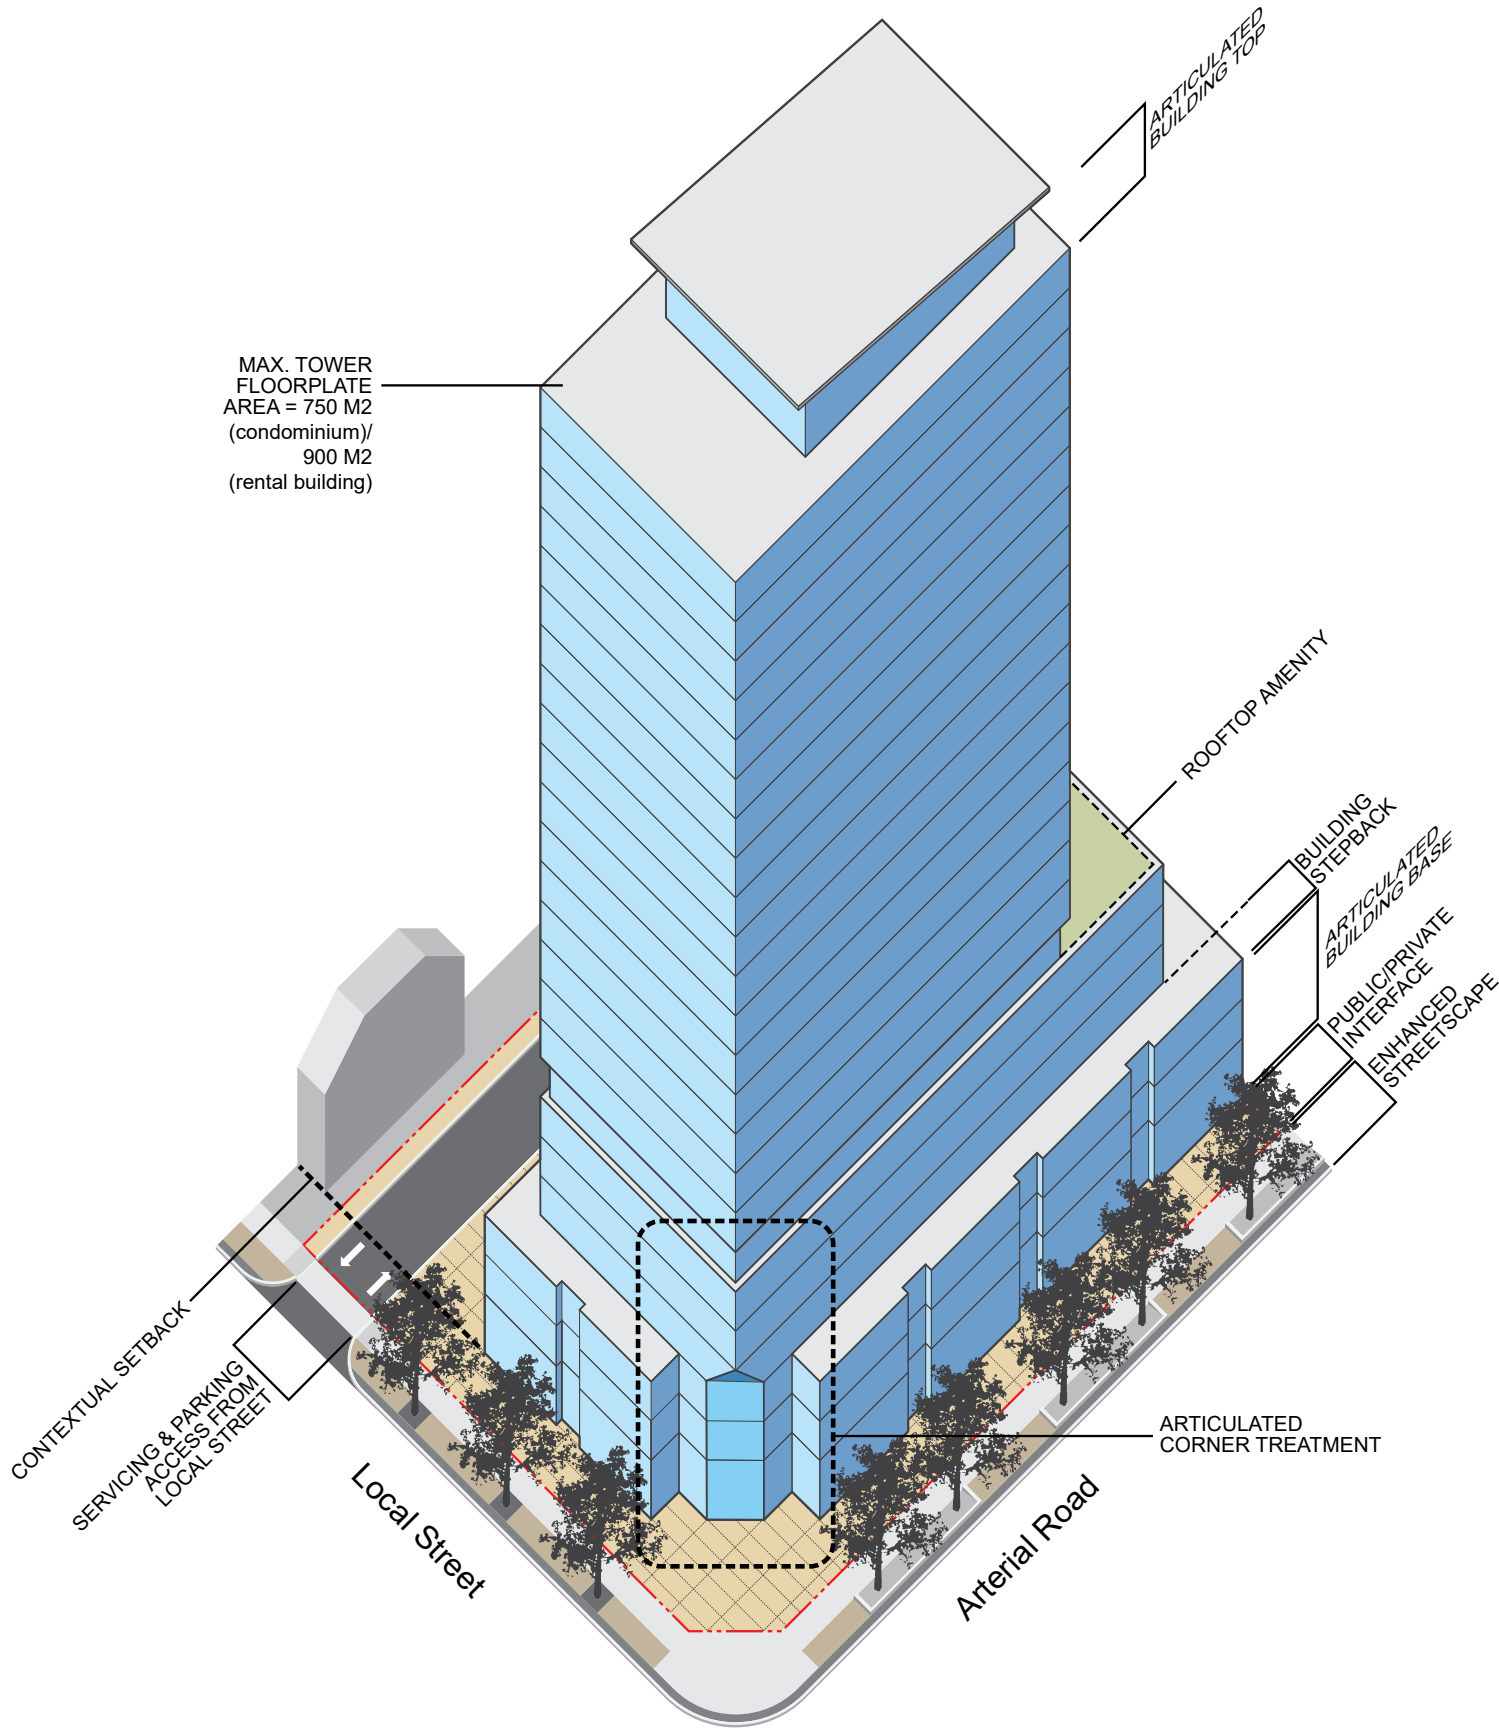 ARTICULATED
BUILDING TOP
MAX. TOWER
FLOORPLATE
AREA = 750 M2
(condominium)/
900 M2
(rental building)
ROOFTOP AMENITY
BUILDING
STEPBACK
ARTICULATED
BUILDING BASE
PUBLIC/PRIVATE
INTERFACE
ENHANCED
STREETSCAPE
CONTEXTUAL SETBACK
SERVICING & PARKING
ACCESS FROM
LOCAL STREET
ARTICULATED
CORNER TREATMENT
Local Street
Arterial Road